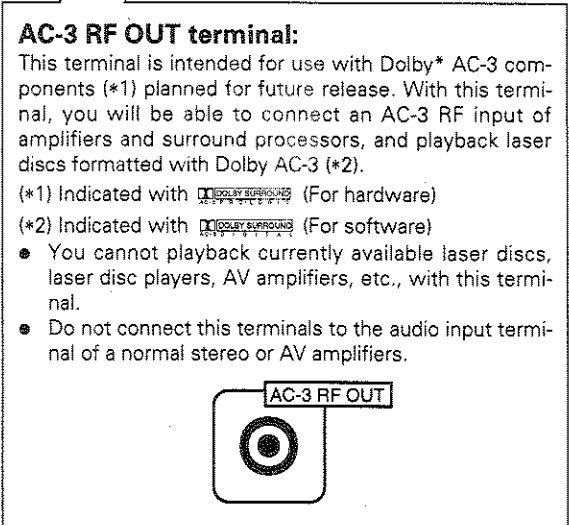 AC-3 RF OUT terminal:
This terminal is intended for use with Dolby* AC-3 com-
ponents (*1) planned for future release. With this termi-
nal, you will be able to connect an AC-3 RF input of
amplifiers and surround processors, and playback laser
discs formatted with Dolby AC-3 (*2).
(*1) Indicated with DOLBY SURROUND (For hardware)
(*2) Indicated with DOLBY SURROUND (For software)
● You cannot playback currently available laser discs,
laser disc players, AV amplifiers, etc., with this termi-
nal.
● Do not connect this terminals to the audio input termi-
nal of a normal stereo or AV amplifiers.
AC-3 RF OUT